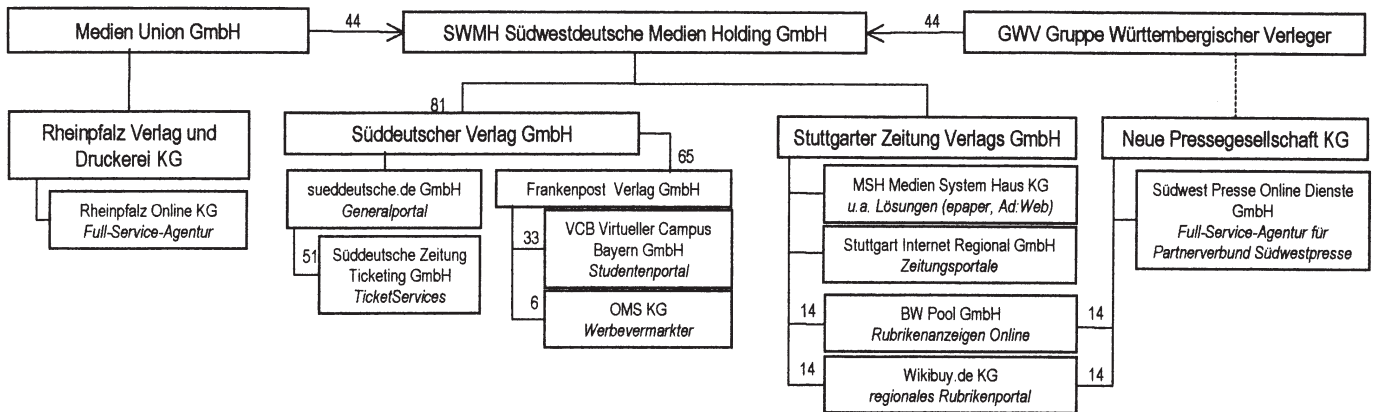 Medien Union GmbH
44
SWMH Südwestdeutsche Medien Holding GmbH
44
GWV Gruppe Württembergischer Verleger
Rheinpfalz Verlag und
Druckerei KG
Rheinpfalz Online KG
Full-Service-Agentur
81
Süddeutscher Verlag GmbH
65
sueddeutsche.de GmbH
Generalportal
51
Süddeutsche Zeitung
Ticketing GmbH
TicketServices
Frankenpost Verlag GmbH
33
VCB Virtueller Campus
Bayern GmbH
Studentenportal
6
OMS KG
Werbevermarkter
Stuttgarter Zeitung Verlags GmbH
MSH Medien System Haus KG
u.a. Lösungen (epaper, Ad:Web)
Stuttgart Internet Regional GmbH
Zeitungsportale
14
BW Pool GmbH
Rubrikenanzeigen Online
14
14
Wikibuy.de KG
regionales Rubrikenportal
14
Neue Pressegesellschaft KG
Südwest Presse Online Dienste
GmbH
Full-Service-Agentur für
Partnerverbund Südwestpresse